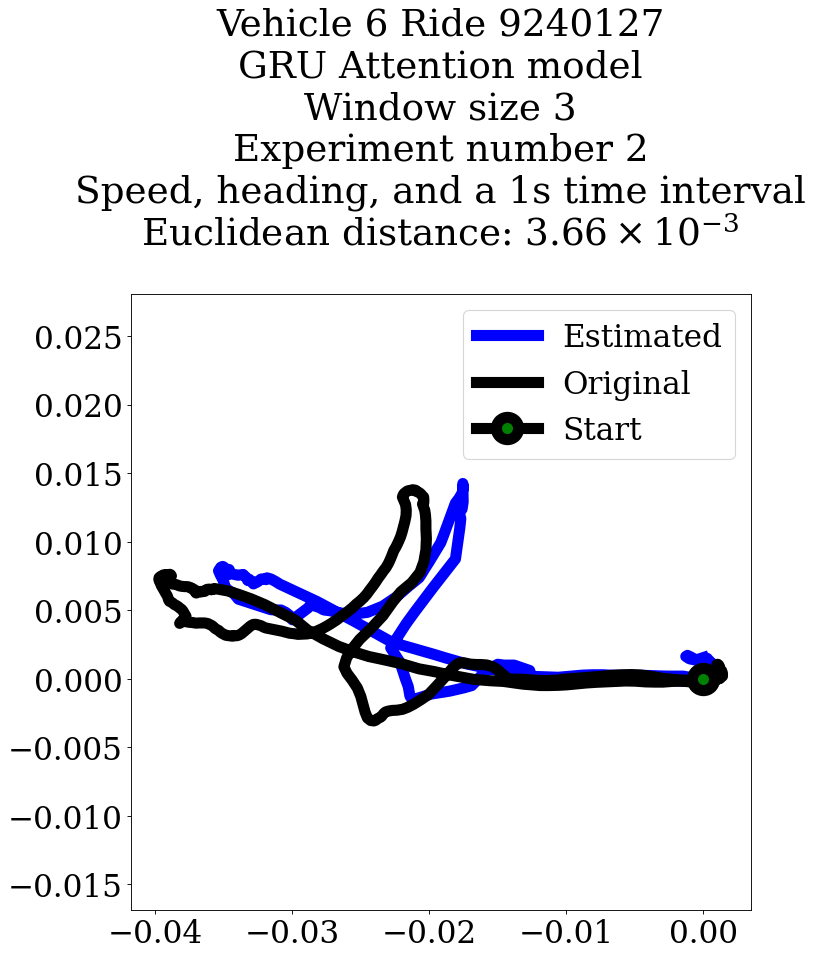 Vehicle 6 Ride 9240127
GRU Attention model
Window size 3
Experiment number 2
Speed, heading, and a 1s time interval
Euclidean distance: 3.66 × 10⁻³
Estimated
Original
Start
0.025
0.020
0.015
0.010
0.005
0.000
−0.005
−0.010
−0.015
−0.04 −0.03 −0.02 −0.01 0.00